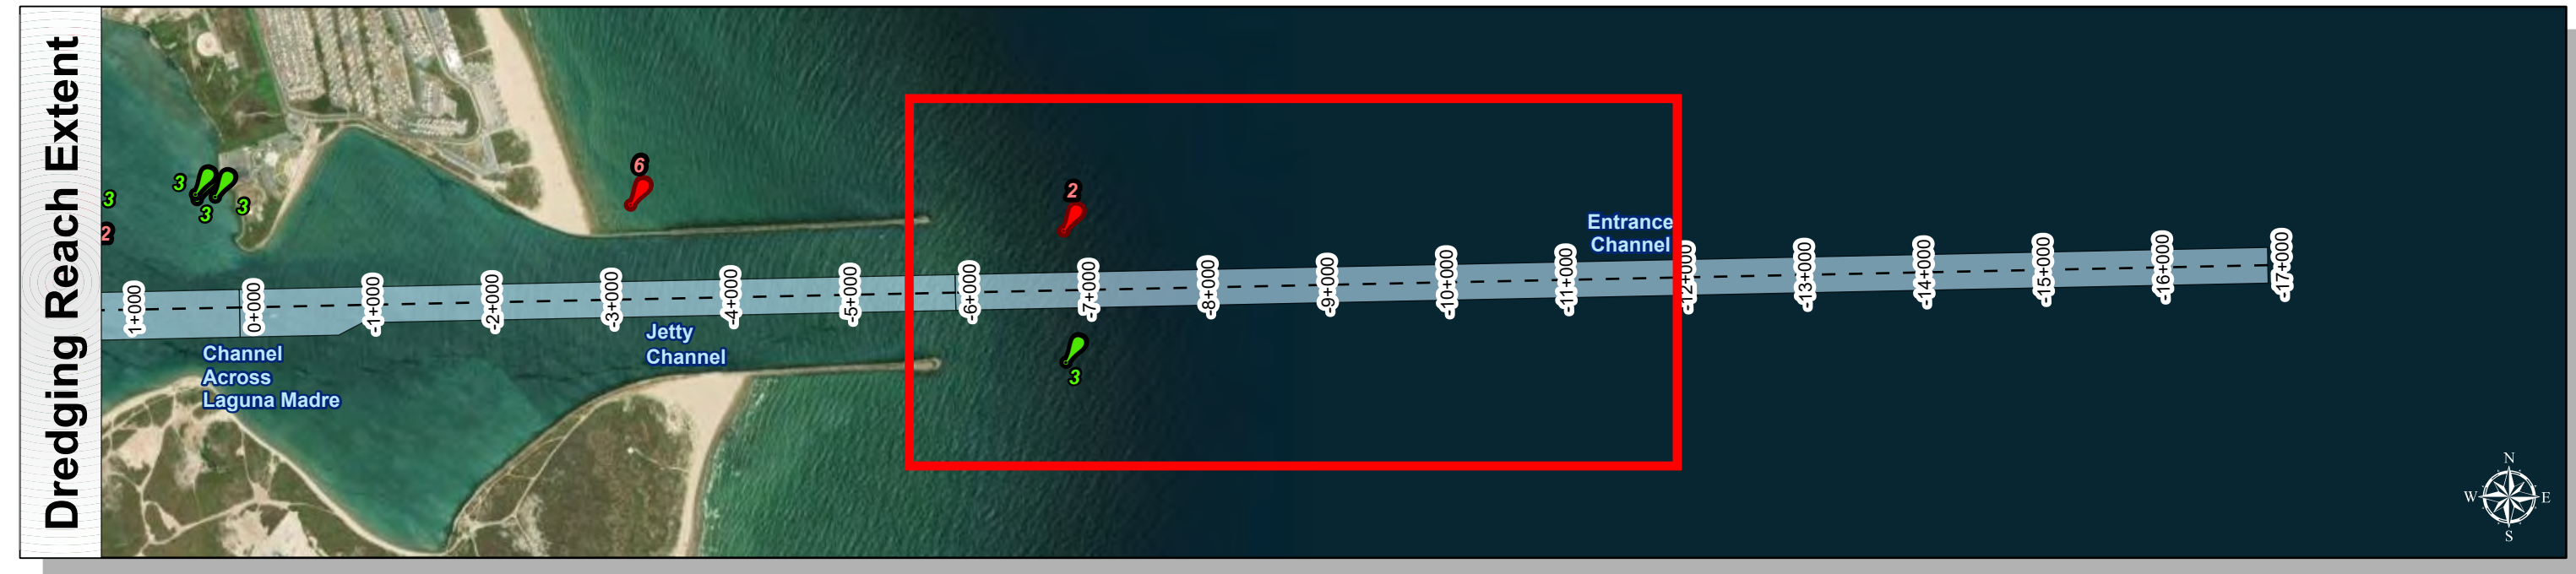 Dredging Reach Extent
3
2
3
3
3
6
2
3
1+000
0+000
-1+000
-2+000
-3+000
-4+000
-5+000
-6+000
-7+000
-8+000
-9+000
-10+000
-11+000
-12+000
-13+000
-14+000
-15+000
-16+000
-17+000
Channel
Across
Laguna Madre
Jetty
Channel
Entrance
Channel
N
W
E
S